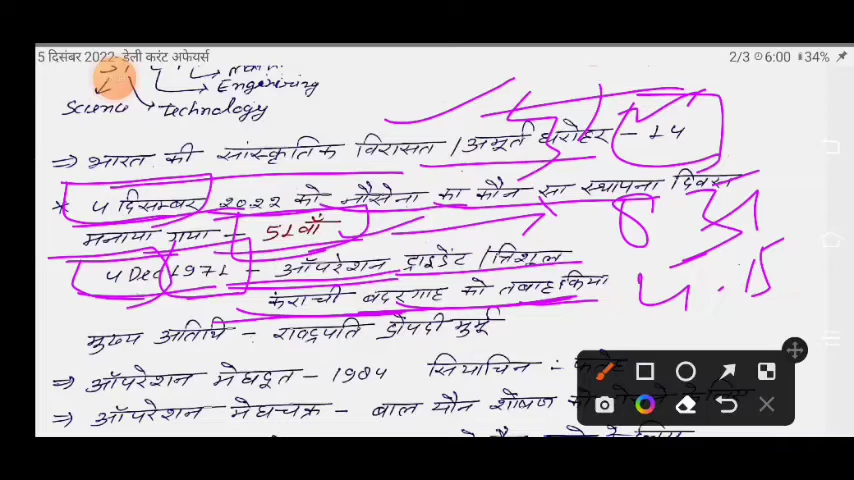 5 दिसंबर 2022- डेली करंट अफेयर्स 2/3 6:00 34%
Engineering
Science Technology
⇒ भारत की सांस्कृतिक विरासत / अमूर्त धरोहर - 14
* 4 दिसम्बर 2022 को नौसेना का कौन सा स्थापना दिवस
मनाया गया - 51वाँ
4 Dec 1971 - ऑपरेशन ट्राइडेंट / त्रिशूल
कराची बंदरगाह को तबाह किया
मुख्य अतिथि - राष्ट्रपति द्रौपदी मुर्मू
⇒ ऑपरेशन मेघदूत - 1984 सियाचिन :-
⇒ ऑपरेशन मेघचक्र - बाल यौन शोषण